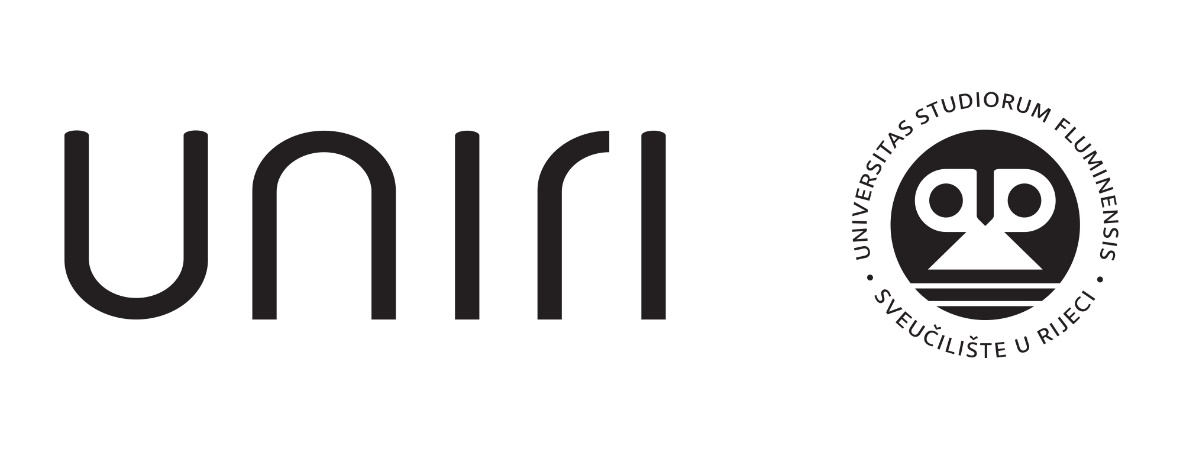 UNIRI
UNIVERSITAS STUDIORUM FLUMINENSIS
• SVEUČILIŠTE U RIJECI •